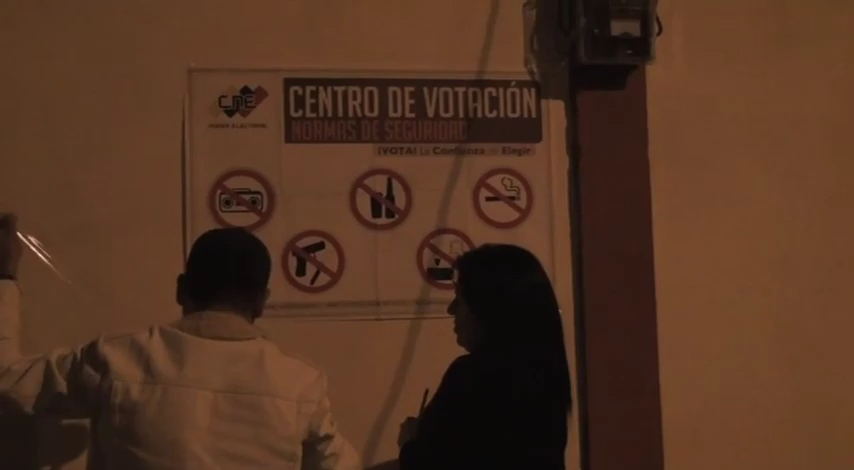 CNE
PODER ELECTORAL
CENTRO DE VOTACIÓN
NORMAS DE SEGURIDAD
¡VOTA! La Confianza de Elegir